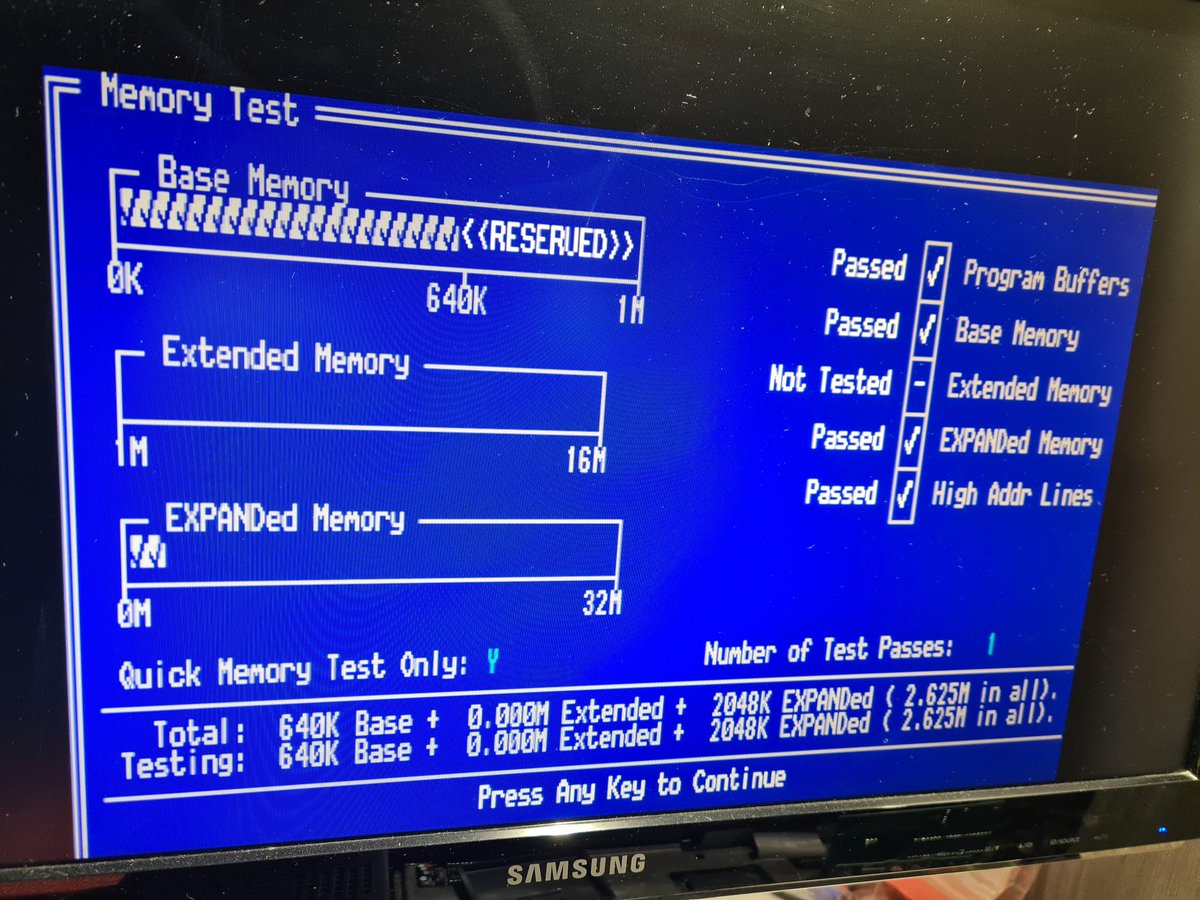 Memory Test
Base Memory
<<RESERVED>>
0K 640K 1M
Extended Memory
1M 16M
EXPANDed Memory
0M 32M
Passed ✓ Program Buffers
Passed ✓ Base Memory
Not Tested - Extended Memory
Passed ✓ EXPANDed Memory
Passed ✓ High Addr Lines
Quick Memory Test Only: Y Number of Test Passes: 1
Total: 640K Base + 0.000M Extended + 2048K EXPANDed ( 2.625M in all).
Testing: 640K Base + 0.000M Extended + 2048K EXPANDed ( 2.625M in all).
Press Any Key to Continue
SAMSUNG